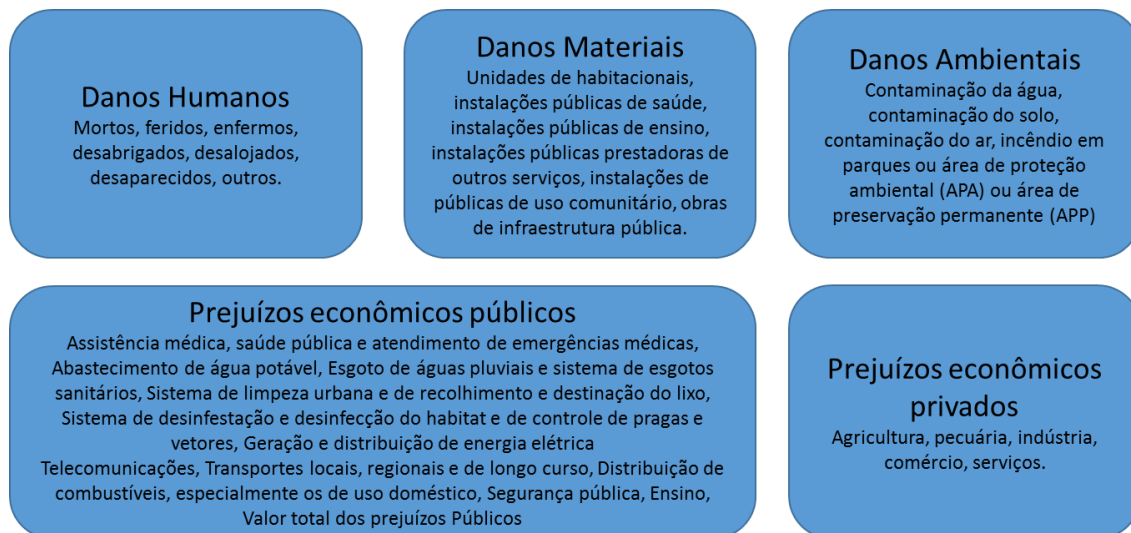 Danos Humanos
Mortos, feridos, enfermos,
desabrigados, desalojados,
desaparecidos, outros.
Danos Materiais
Unidades de habitacionais,
instalações públicas de saúde,
instalações públicas de ensino,
instalações públicas prestadoras de
outros serviços, instalações de
públicas de uso comunitário, obras
de infraestrutura pública.
Danos Ambientais
Contaminação da água,
contaminação do solo,
contaminação do ar, incêndio em
parques ou área de proteção
ambiental (APA) ou área de
preservação permanente (APP)
Prejuízos econômicos públicos
Assistência médica, saúde pública e atendimento de emergências médicas,
Abastecimento de água potável, Esgoto de águas pluviais e sistema de esgotos
sanitários, Sistema de limpeza urbana e de recolhimento e destinação do lixo,
Sistema de desinfestação e desinfecção do habitat e de controle de pragas e
vetores, Geração e distribuição de energia elétrica
Telecomunicações, Transportes locais, regionais e de longo curso, Distribuição de
combustíveis, especialmente os de uso doméstico, Segurança pública, Ensino,
Valor total dos prejuízos Públicos
Prejuízos econômicos
privados
Agricultura, pecuária, indústria,
comércio, serviços.